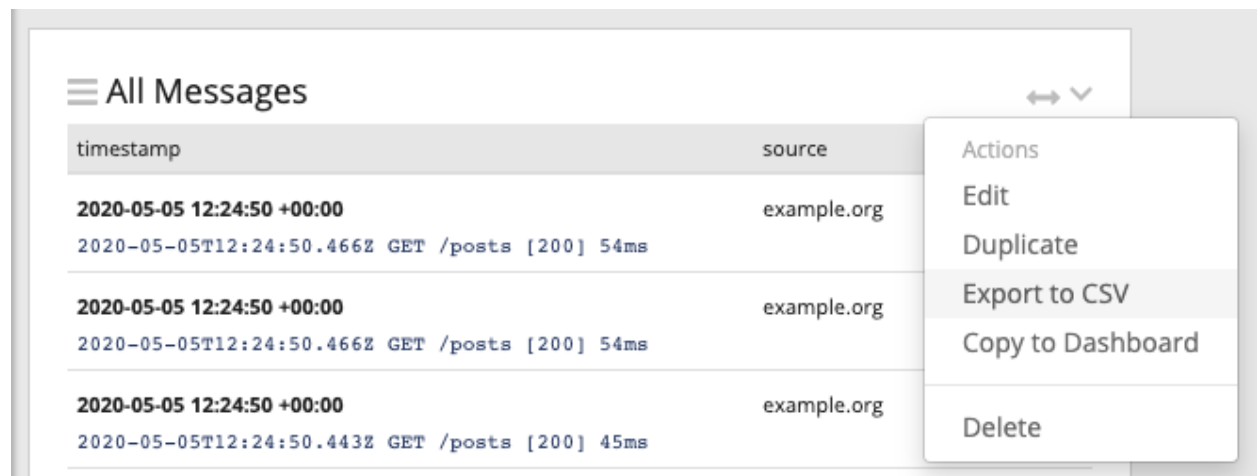 All Messages
timestamp source
2020-05-05 12:24:50 +00:00 example.org
2020-05-05T12:24:50.466Z GET /posts [200] 54ms
2020-05-05 12:24:50 +00:00 example.org
2020-05-05T12:24:50.466Z GET /posts [200] 54ms
2020-05-05 12:24:50 +00:00 example.org
2020-05-05T12:24:50.443Z GET /posts [200] 45ms
Actions
Edit
Duplicate
Export to CSV
Copy to Dashboard
Delete